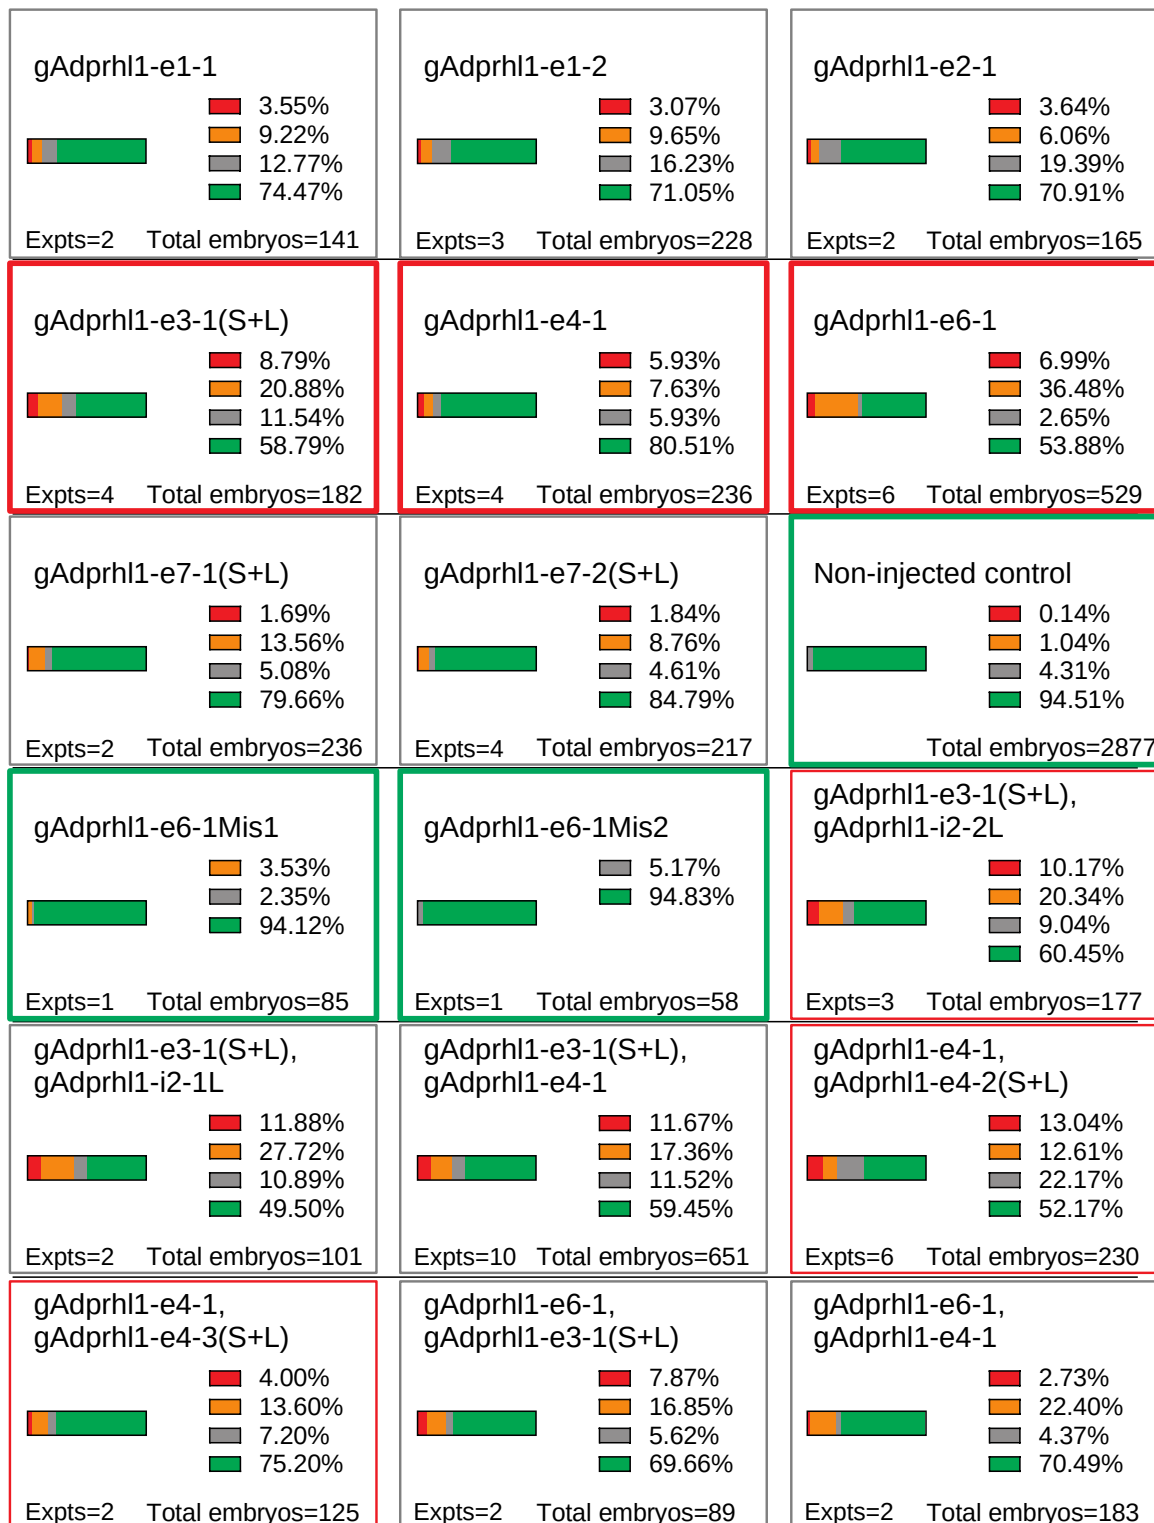 gAdprhl1-e1-1
3.55%
9.22%
12.77%
74.47%
Expts=2 Total embryos=141
gAdprhl1-e1-2
3.07%
9.65%
16.23%
71.05%
Expts=3 Total embryos=228
gAdprhl1-e2-1
3.64%
6.06%
19.39%
70.91%
Expts=2 Total embryos=165
gAdprhl1-e3-1(S+L)
8.79%
20.88%
11.54%
58.79%
Expts=4 Total embryos=182
gAdprhl1-e4-1
5.93%
7.63%
5.93%
80.51%
Expts=4 Total embryos=236
gAdprhl1-e6-1
6.99%
36.48%
2.65%
53.88%
Expts=6 Total embryos=529
gAdprhl1-e7-1(S+L)
1.69%
13.56%
5.08%
79.66%
Expts=2 Total embryos=236
gAdprhl1-e7-2(S+L)
1.84%
8.76%
4.61%
84.79%
Expts=4 Total embryos=217
Non-injected control
0.14%
1.04%
4.31%
94.51%
Total embryos=2877
gAdprhl1-e6-1Mis1
3.53%
2.35%
94.12%
Expts=1 Total embryos=85
gAdprhl1-e6-1Mis2
5.17%
94.83%
Expts=1 Total embryos=58
gAdprhl1-e3-1(S+L),
gAdprhl1-i2-2L
10.17%
20.34%
9.04%
60.45%
Expts=3 Total embryos=177
gAdprhl1-e3-1(S+L),
gAdprhl1-i2-1L
11.88%
27.72%
10.89%
49.50%
Expts=2 Total embryos=101
gAdprhl1-e3-1(S+L),
gAdprhl1-e4-1
11.67%
17.36%
11.52%
59.45%
Expts=10 Total embryos=651
gAdprhl1-e4-1,
gAdprhl1-e4-2(S+L)
13.04%
12.61%
22.17%
52.17%
Expts=6 Total embryos=230
gAdprhl1-e4-1,
gAdprhl1-e4-3(S+L)
4.00%
13.60%
7.20%
75.20%
Expts=2 Total embryos=125
gAdprhl1-e6-1,
gAdprhl1-e3-1(S+L)
7.87%
16.85%
5.62%
69.66%
Expts=2 Total embryos=89
gAdprhl1-e6-1,
gAdprhl1-e4-1
2.73%
22.40%
4.37%
70.49%
Expts=2 Total embryos=183